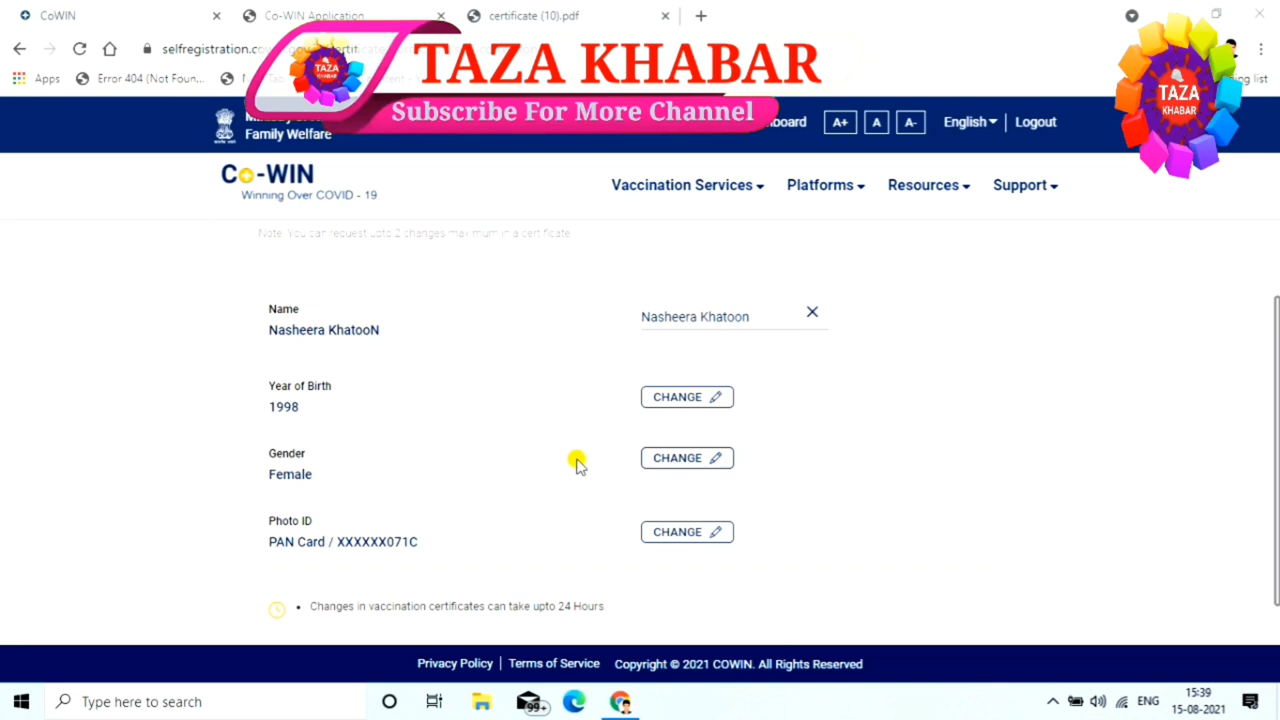 CoWIN
Co-WIN Application
certificate (10).pdf
selfregistration.co
TAZA KHABAR
Subscribe For More Channel
TAZA
KHABAR
TAZA
KHABAR
Apps
Error 404 (Not Foun...
Family Welfare
A+
A
A-
English
Logout
Co-WIN
Winning Over COVID - 19
Vaccination Services
Platforms
Resources
Support
Note: You can request upto 2 changes maximum in a certificate
Name
Nasheera KhatooN
Nasheera Khatoon
Year of Birth
1998
CHANGE
Gender
Female
CHANGE
Photo ID
PAN Card / XXXXXX071C
CHANGE
• Changes in vaccination certificates can take upto 24 Hours
Privacy Policy | Terms of Service Copyright © 2021 COWIN. All Rights Reserved
Type here to search
99+
ENG
15:39
15-08-2021